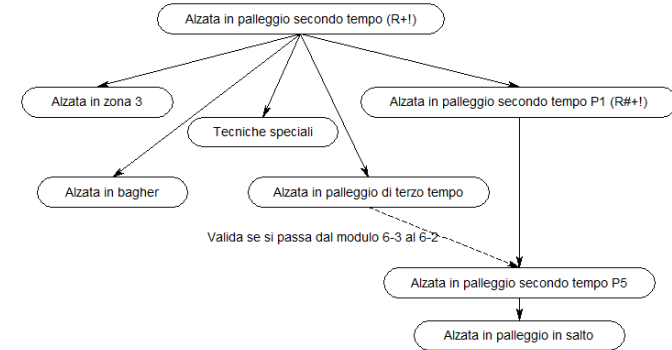 Alzata in palleggio secondo tempo (R+!)
Alzata in zona 3
Alzata in palleggio secondo tempo P1 (R#+!)
Tecniche speciali
Alzata in bagher
Alzata in palleggio di terzo tempo
Valida se si passa dal modulo 6-3 al 6-2
Alzata in palleggio secondo tempo P5
Alzata in palleggio in salto